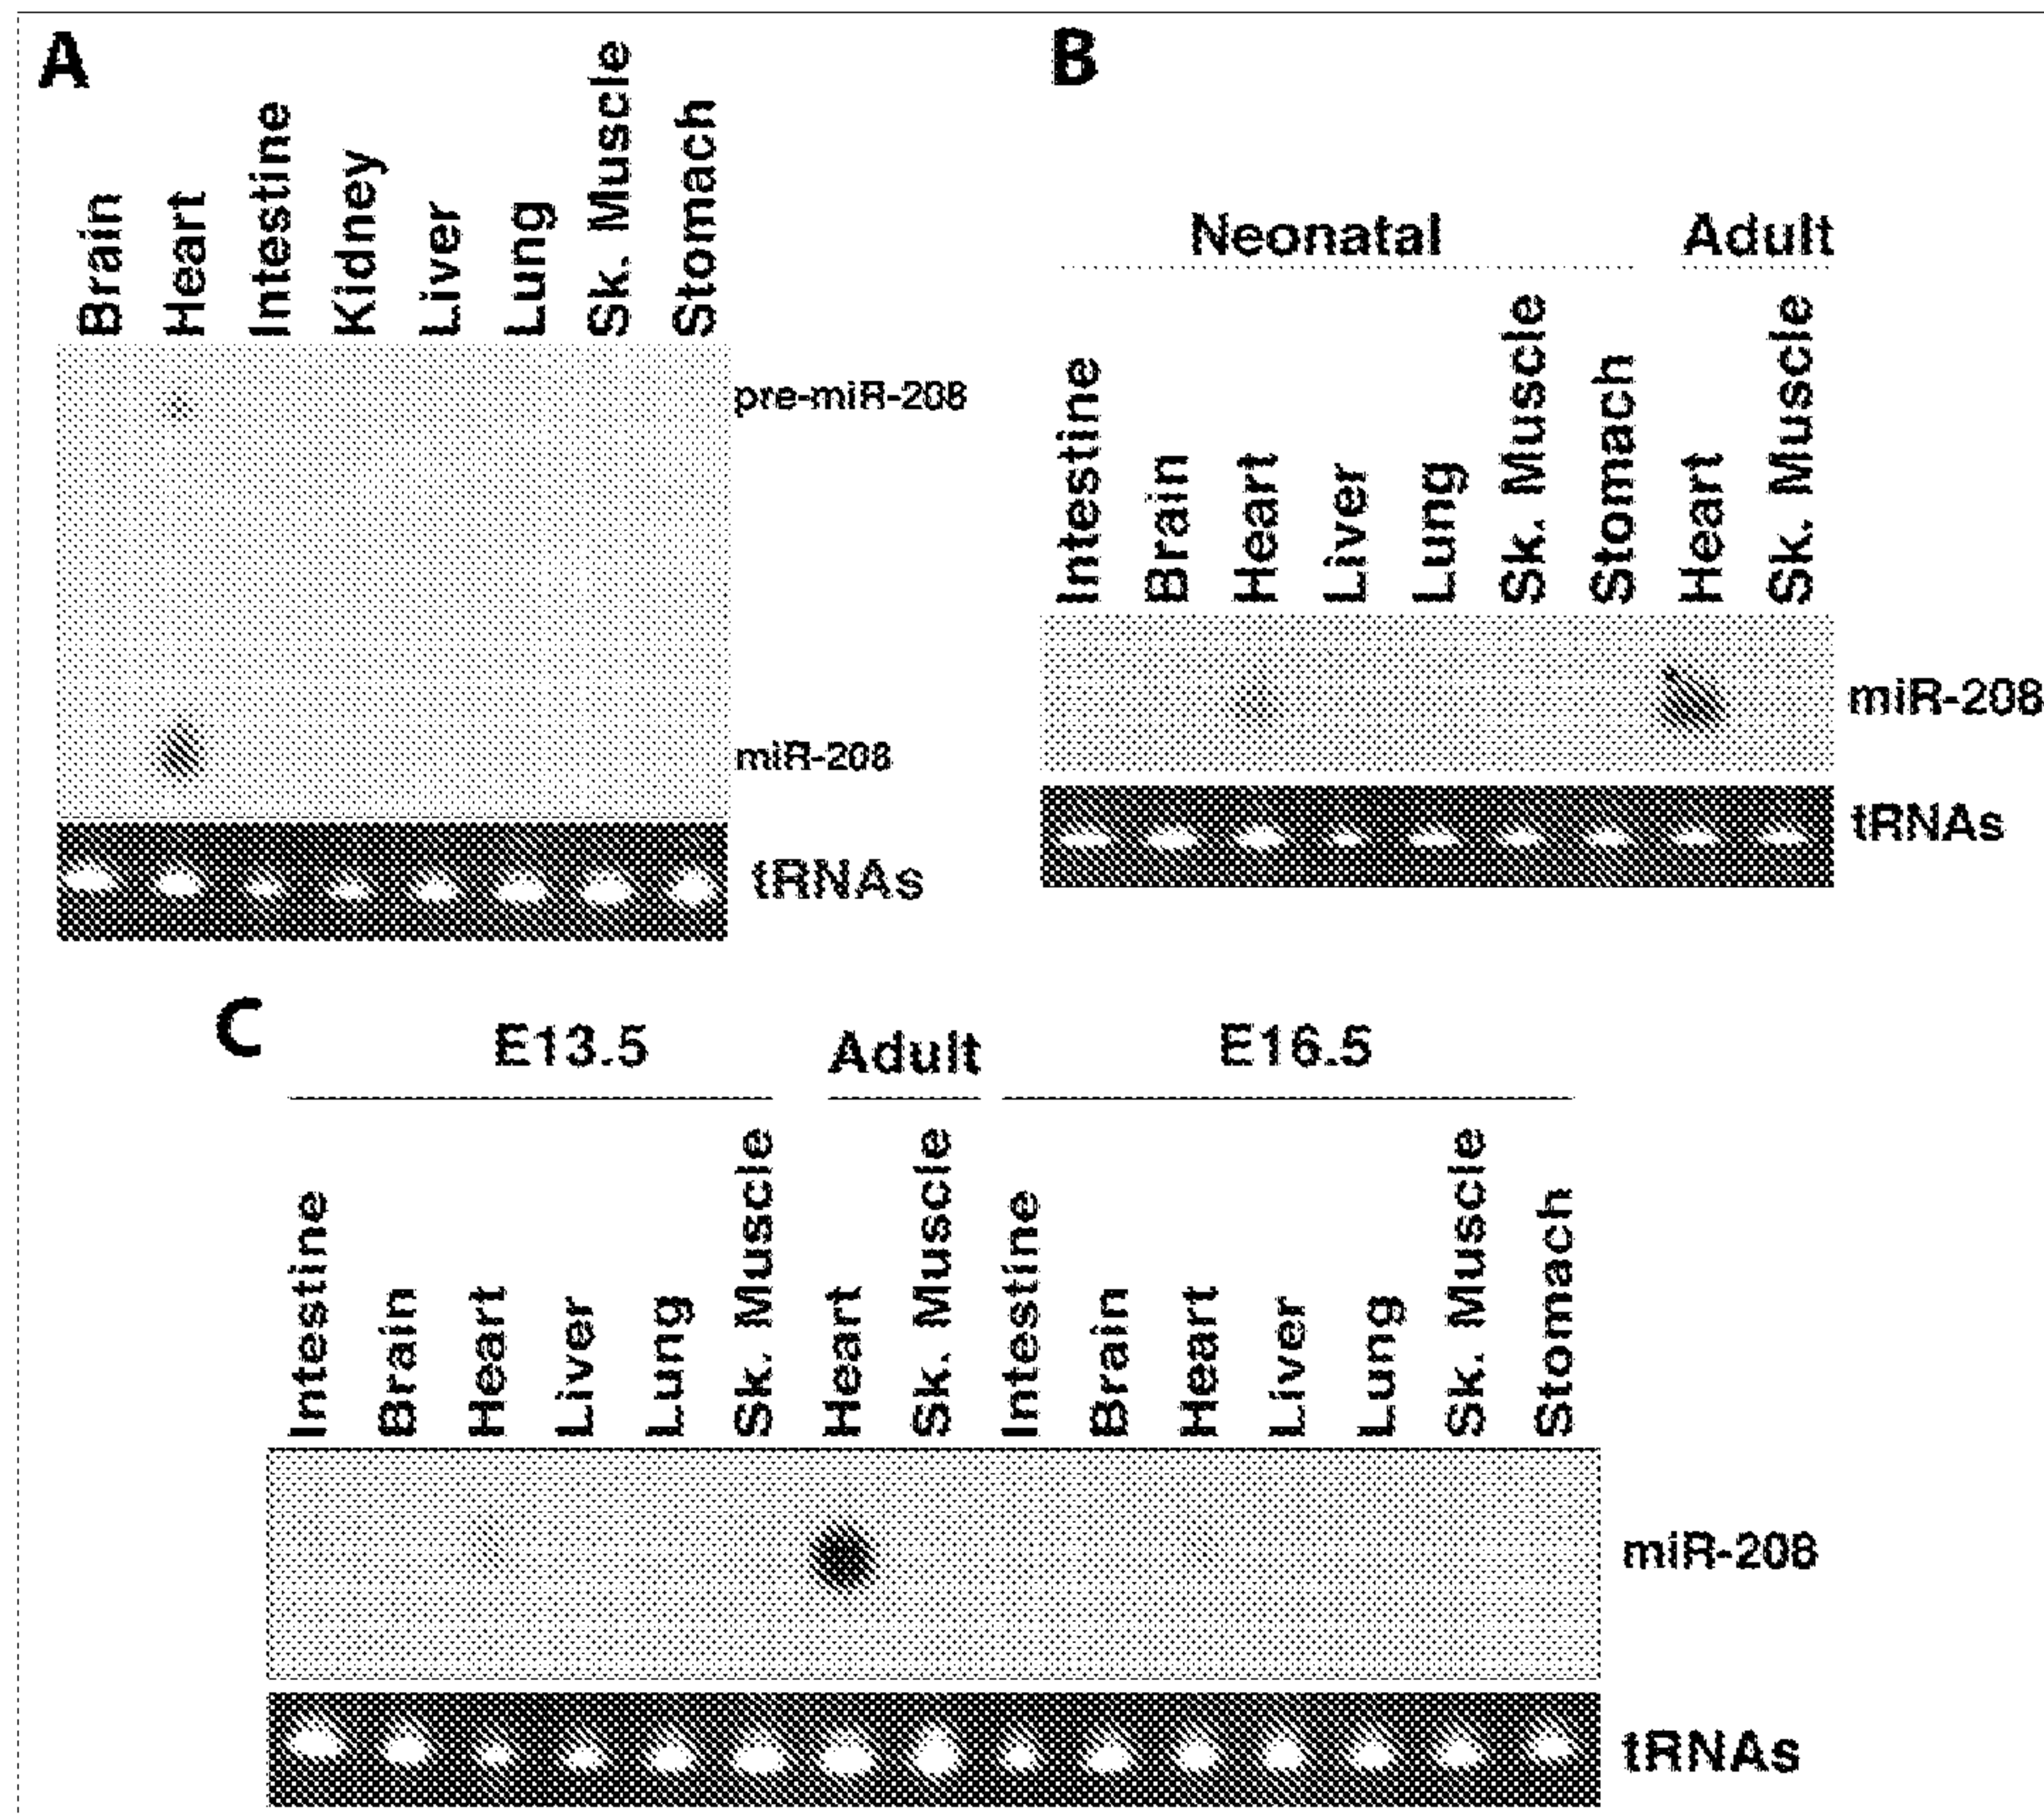 A
Brain
Heart
Intestine
Kidney
Liver
Lung
Sk. Muscle
Stomach
pre-miR-208
miR-208
tRNAs
B
Neonatal
Adult
Intestine
Brain
Heart
Liver
Lung
Sk. Muscle
Stomach
Heart
Sk. Muscle
miR-208
tRNAs
C
E13.5
Adult
E16.5
Intestine
Brain
Heart
Liver
Lung
Sk. Muscle
Heart
Sk. Muscle
Intestine
Brain
Heart
Liver
Lung
Sk. Muscle
Stomach
miR-208
tRNAs